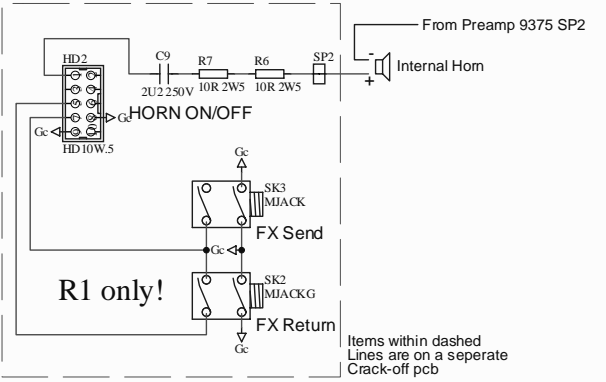 From Preamp 9375 SP2
HD2
C9
R7
R6
SP2
-
Internal Horn
+
2U2 250V
10R 2W5
10R 2W5
HORN ON/OFF
Gc
Gc
HD10W.5
Gc
SK3
MJACK
FX Send
Gc
SK2
MJACKG
R1 only!
FX Return
Gc
Items within dashed
Lines are on a seperate
Crack-off pcb